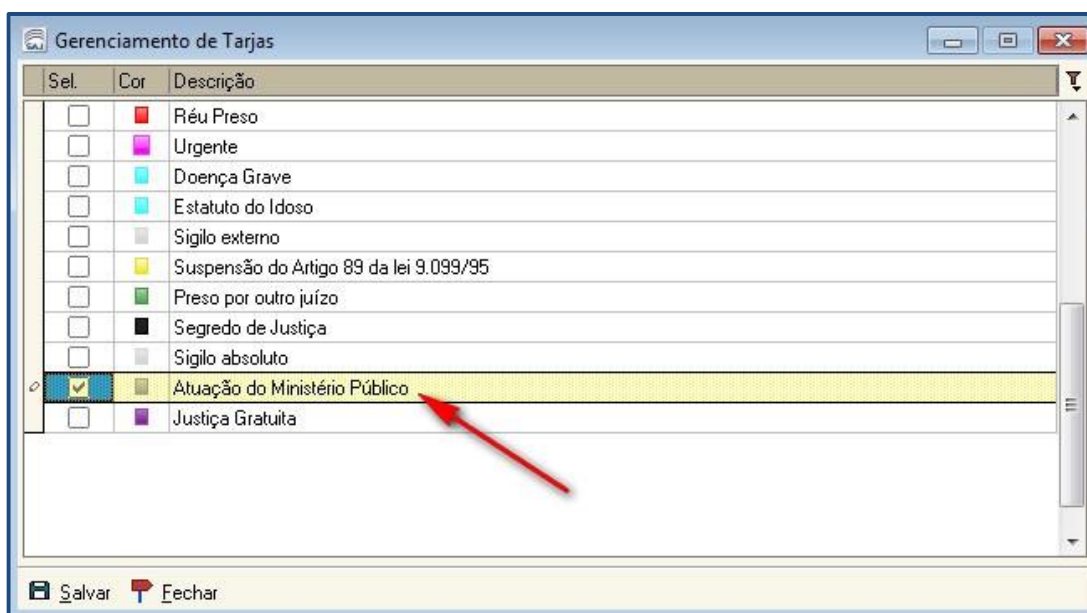 Gerenciamento de Tarjas
Sel. Cor Descrição
Réu Preso
Urgente
Doença Grave
Estatuto do Idoso
Sigilo externo
Suspensão do Artigo 89 da lei 9.099/95
Preso por outro juízo
Segredo de Justiça
Sigilo absoluto
Atuação do Ministério Público
Justiça Gratuita
Salvar Fechar